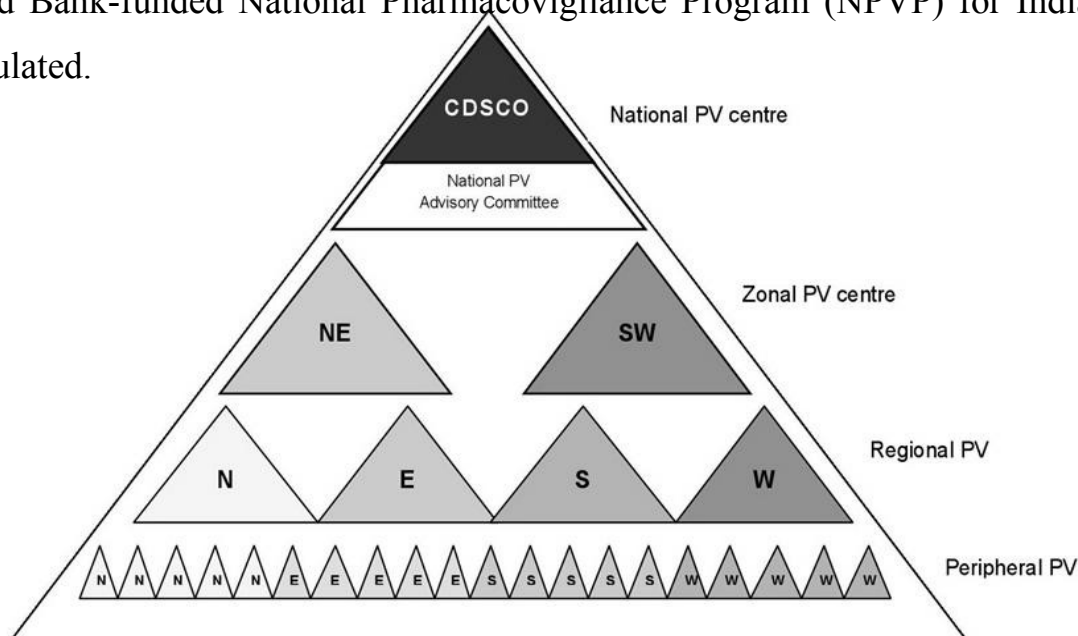 d Bank-funded National Pharmacovigilance Program (NPVP) for India
ulated.
CDSCO
National PV centre
National PV
Advisory Committee
Zonal PV centre
NE SW
Regional PV
N E S W
Peripheral PV
N N N N N E E E E E S S S S S W W W W W